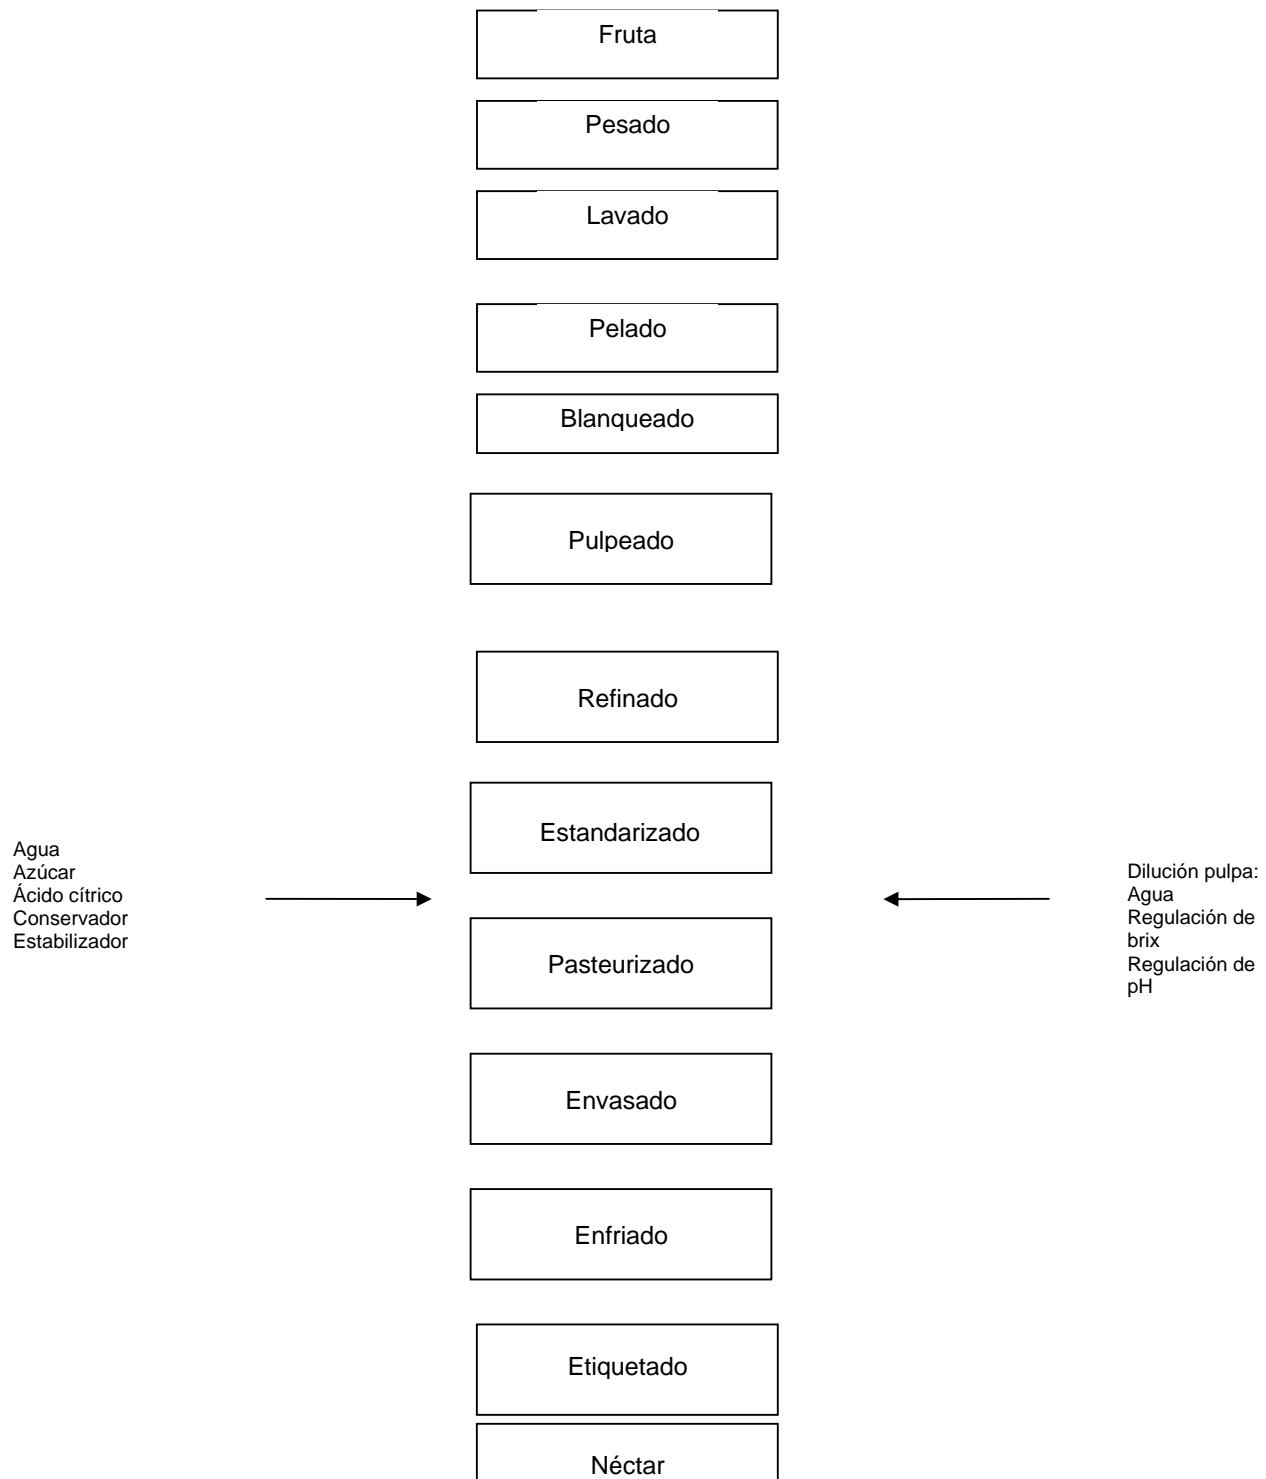 Fruta
Pesado
Lavado
Pelado
Blanqueado
Pulpeado
Refinado
Estandarizado
Agua
Azúcar
Ácido cítrico
Conservador
Estabilizador
Dilución pulpa:
Agua
Regulación de
brix
Regulación de
pH
Pasteurizado
Envasado
Enfriado
Etiquetado
Néctar